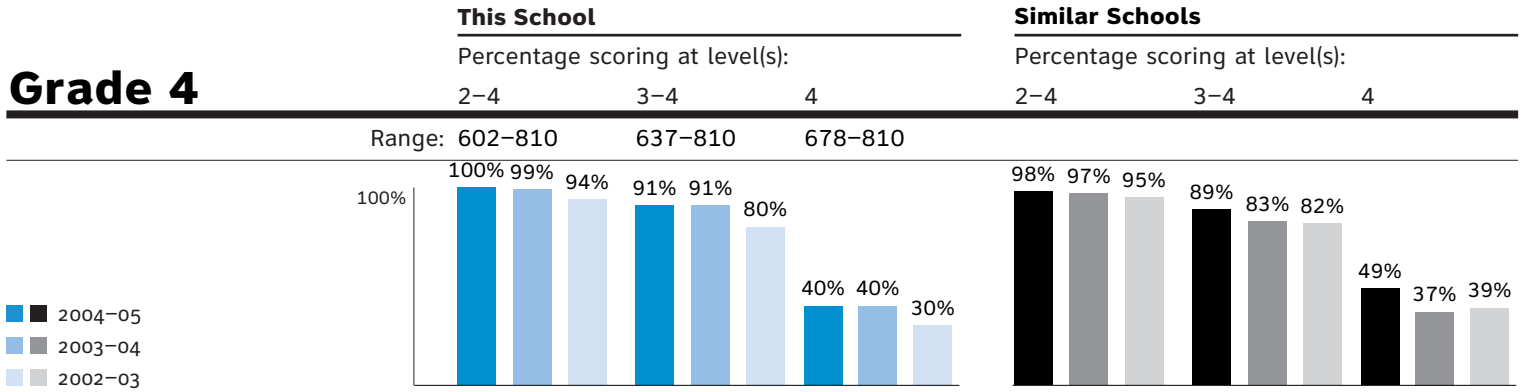 This School Similar Schools
Percentage scoring at level(s): Percentage scoring at level(s):
Grade 4 2–4 3–4 4 2–4 3–4 4
Range: 602–810 637–810 678–810
100% 100% 99% 94% 91% 91% 80% 40% 40% 30% 98% 97% 95% 89% 83% 82% 49% 37% 39%
2004–05
2003–04
2002–03